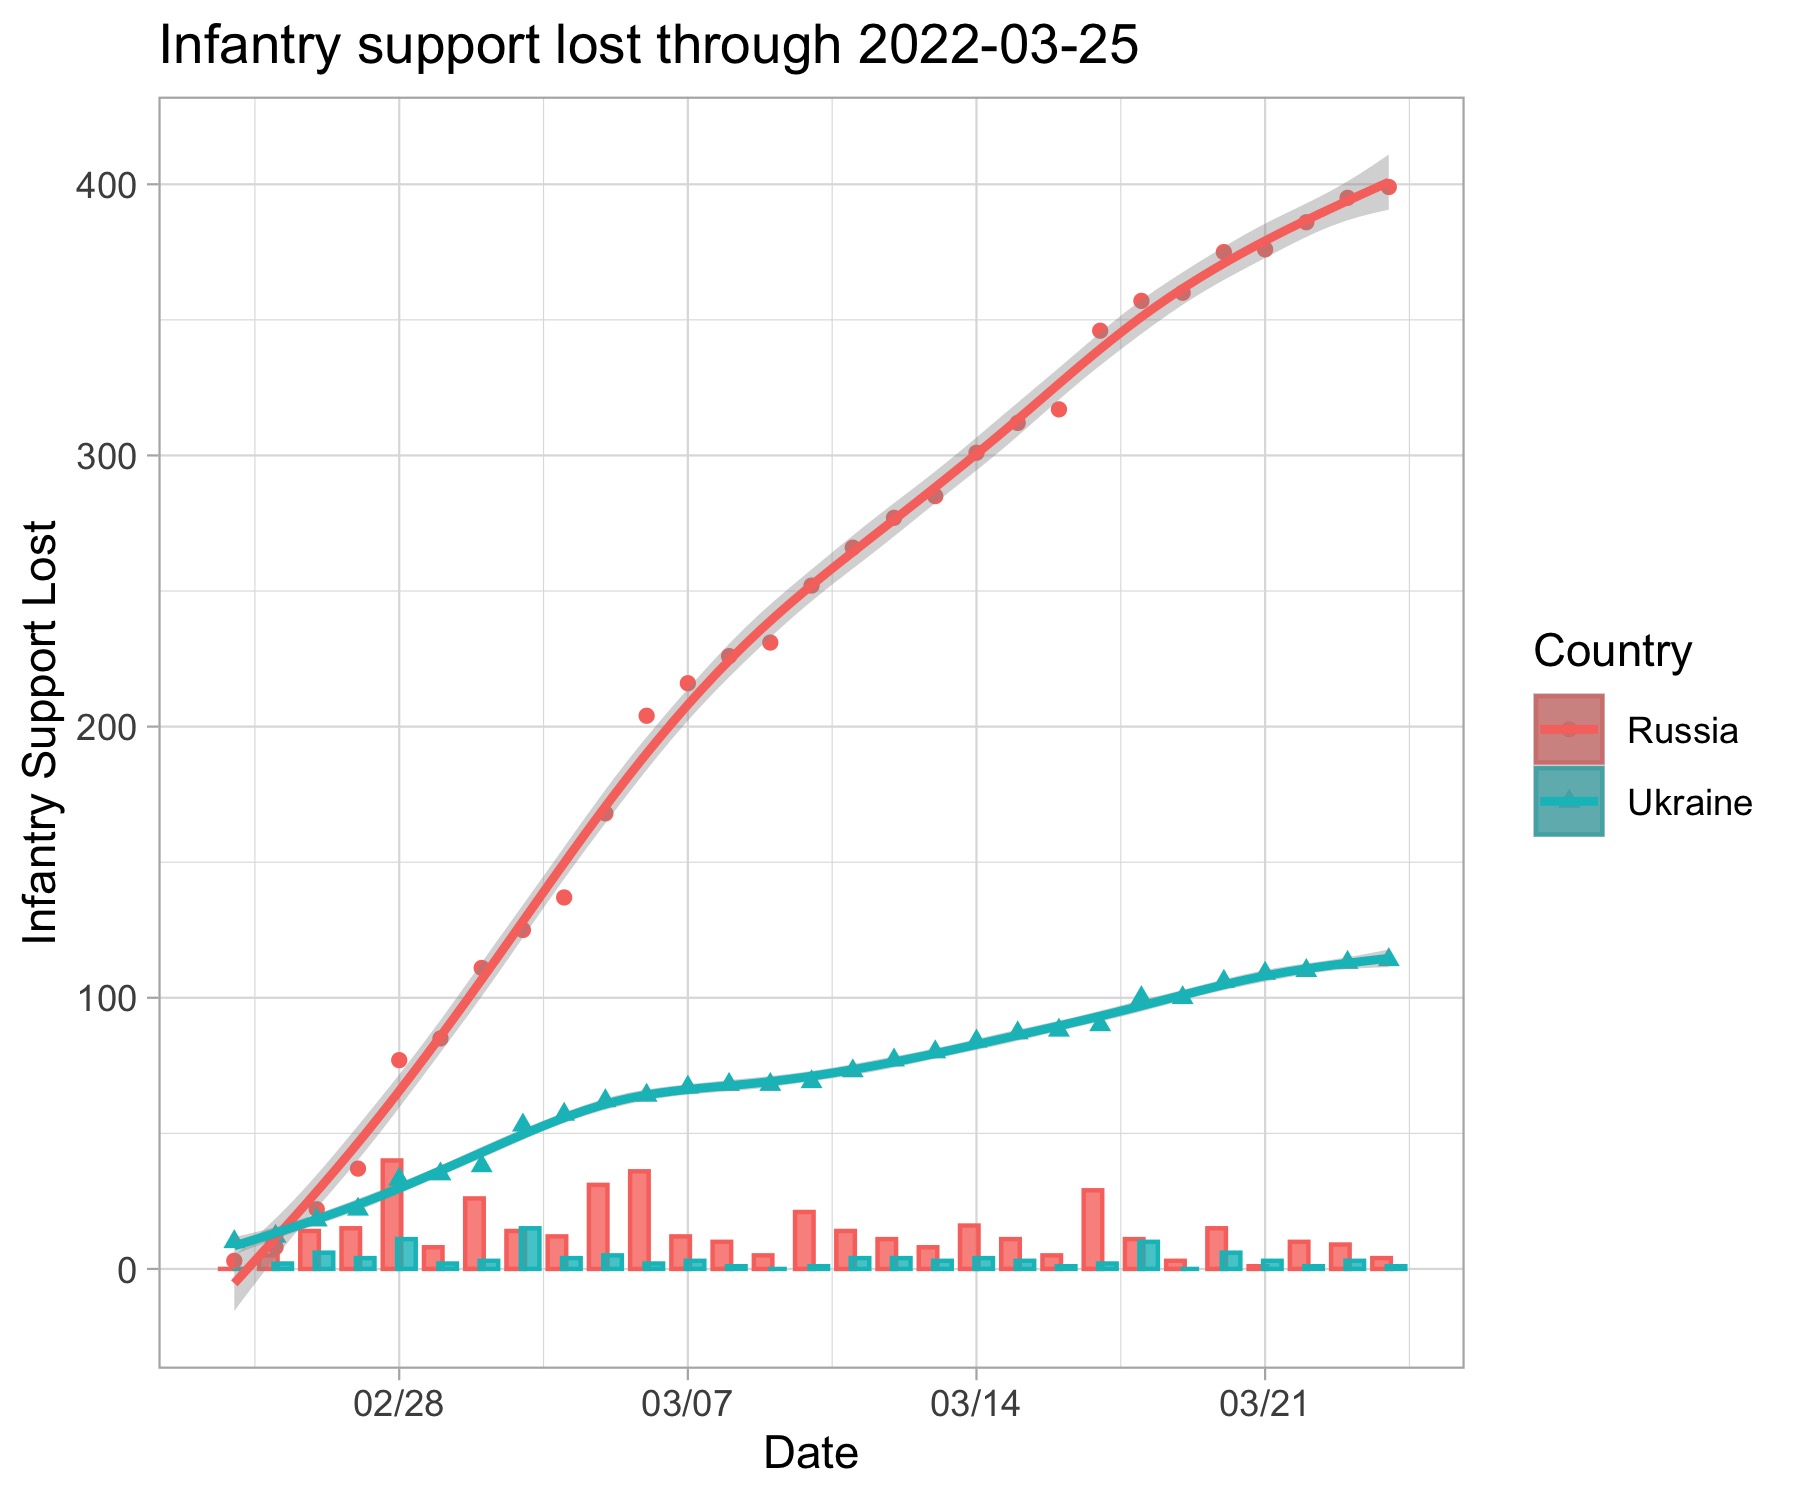 Infantry support lost through 2022-03-25
Infantry Support Lost
400
300
200
100
0
02/28 03/07 03/14 03/21
Date
Country
Russia
Ukraine